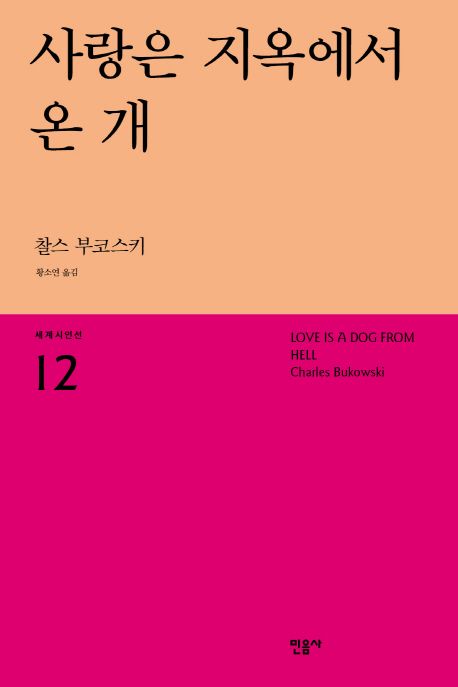 사랑은 지옥에서
온 개
찰스 부코스키
황소연 옮김
세계시인선
12
LOVE IS A DOG FROM
HELL
Charles Bukowski
민음사